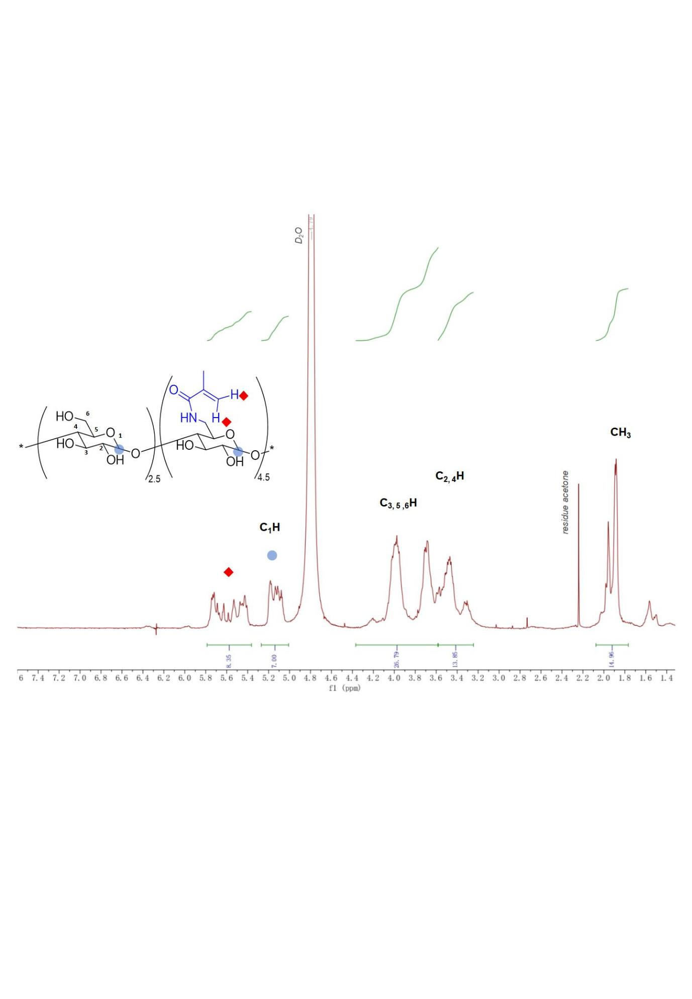 D₂O
4.79
O
H
HN
H
HO
6
4
5
O
1
HO
3
2
OH
O
2.5
*
O
HO
OH
O
*
4.5
C₁H
C₃, ₅ ,₆H
C₂, ₄H
residue acetone
CH₃
8.35
7.00
26.79
13.85
14.96
6 7.4 7.2 7.0 6.8 6.6 6.4 6.2 6.0 5.8 5.6 5.4 5.2 5.0 4.8 4.6 4.4 4.2 4.0 3.8 3.6 3.4 3.2 3.0 2.8 2.6 2.4 2.2 2.0 1.8 1.6 1.4
f1 (ppm)